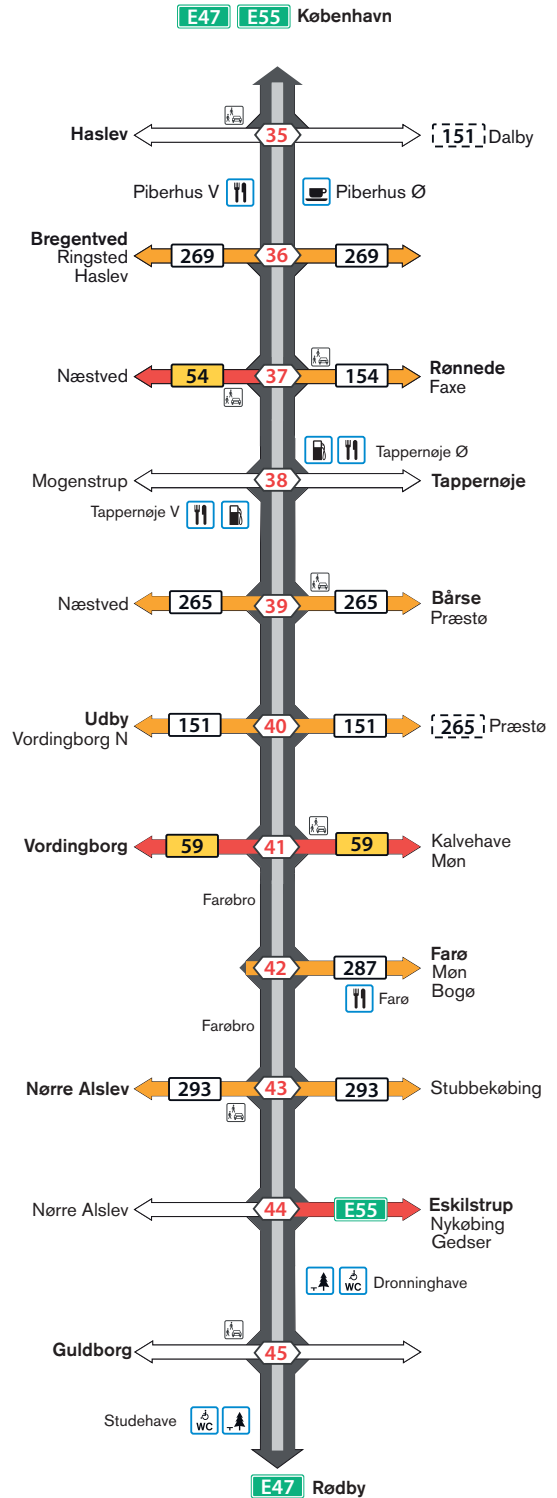 E47 E55 København
Haslev 35 151 Dalby
Piberhus V Piberhus Ø
Bregentved
Ringsted
Haslev
269 36 269
Næstved 54 37 154 Rønnede
Faxe
Tappernøje Ø
Mogenstrup 38 Tappernøje
Tappernøje V
Næstved 265 39 265 Bårse
Præstø
Udby
Vordingborg N
151 40 151 265 Præstø
Vordingborg 59 41 59 Kalvehave
Møn
Farøbro
42 287 Farø
Møn
Bogø
Farø
Farøbro
Nørre Alslev 293 43 293 Stubbekøbing
Nørre Alslev 44 E55 Eskilstrup
Nykøbing
Gedser
WC Dronninghave
Guldborg 45
Studehave WC
E47 Rødby